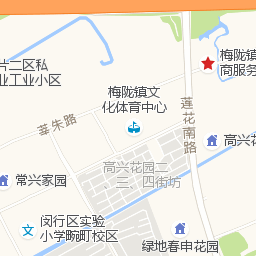 片二区私
业工业小区
梅陇镇
商服务
梅陇镇文
化体育中心
莲花南路
莘朱路
高兴花
高兴花园二、
三、四街坊
常兴家园
闵行区实验
小学畹町校区
绿地春申花园